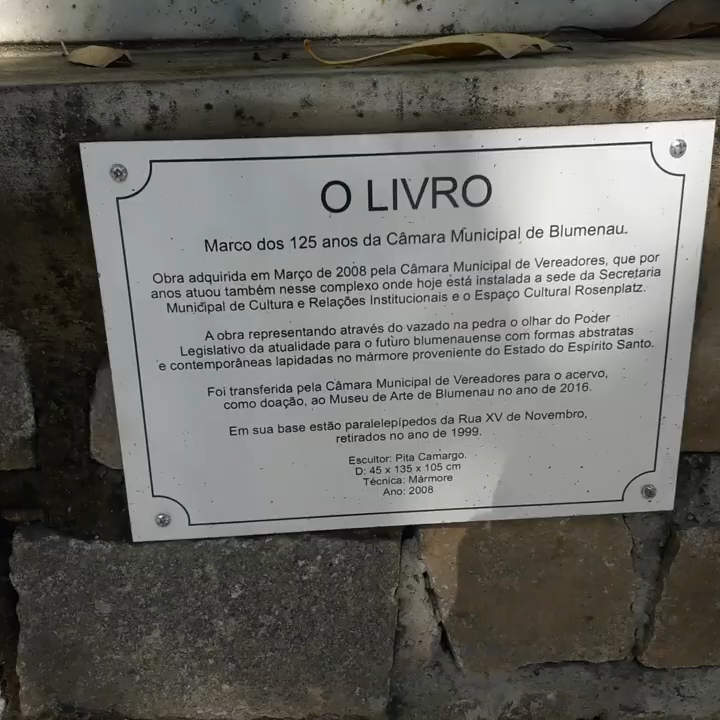 O LIVRO
Marco dos 125 anos da Câmara Municipal de Blumenau.
Obra adquirida em Março de 2008 pela Câmara Municipal de Vereadores, que por
anos atuou também nesse complexo onde hoje está instalada a sede da Secretaria
Municipal de Cultura e Relações Institucionais e o Espaço Cultural Rosenplatz.
A obra representando através do vazado na pedra o olhar do Poder
Legislativo da atualidade para o futuro blumenauense com formas abstratas
e contemporâneas lapidadas no mármore proveniente do Estado do Espírito Santo.
Foi transferida pela Câmara Municipal de Vereadores para o acervo,
como doação, ao Museu de Arte de Blumenau no ano de 2016.
Em sua base estão paralelepípedos da Rua XV de Novembro,
retirados no ano de 1999.
Escultor: Pita Camargo.
D: 45 x 135 x 105 cm
Técnica: Mármore
Ano: 2008